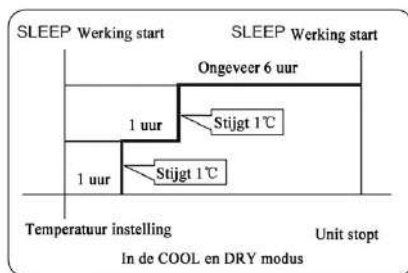 SLEEP Werking start
SLEEP Werking start
Ongeveer 6 uur
1 uur
Stijgt 1℃
1 uur
Stijgt 1℃
Temperatuur instelling
Unit stopt
In de COOL en DRY modus